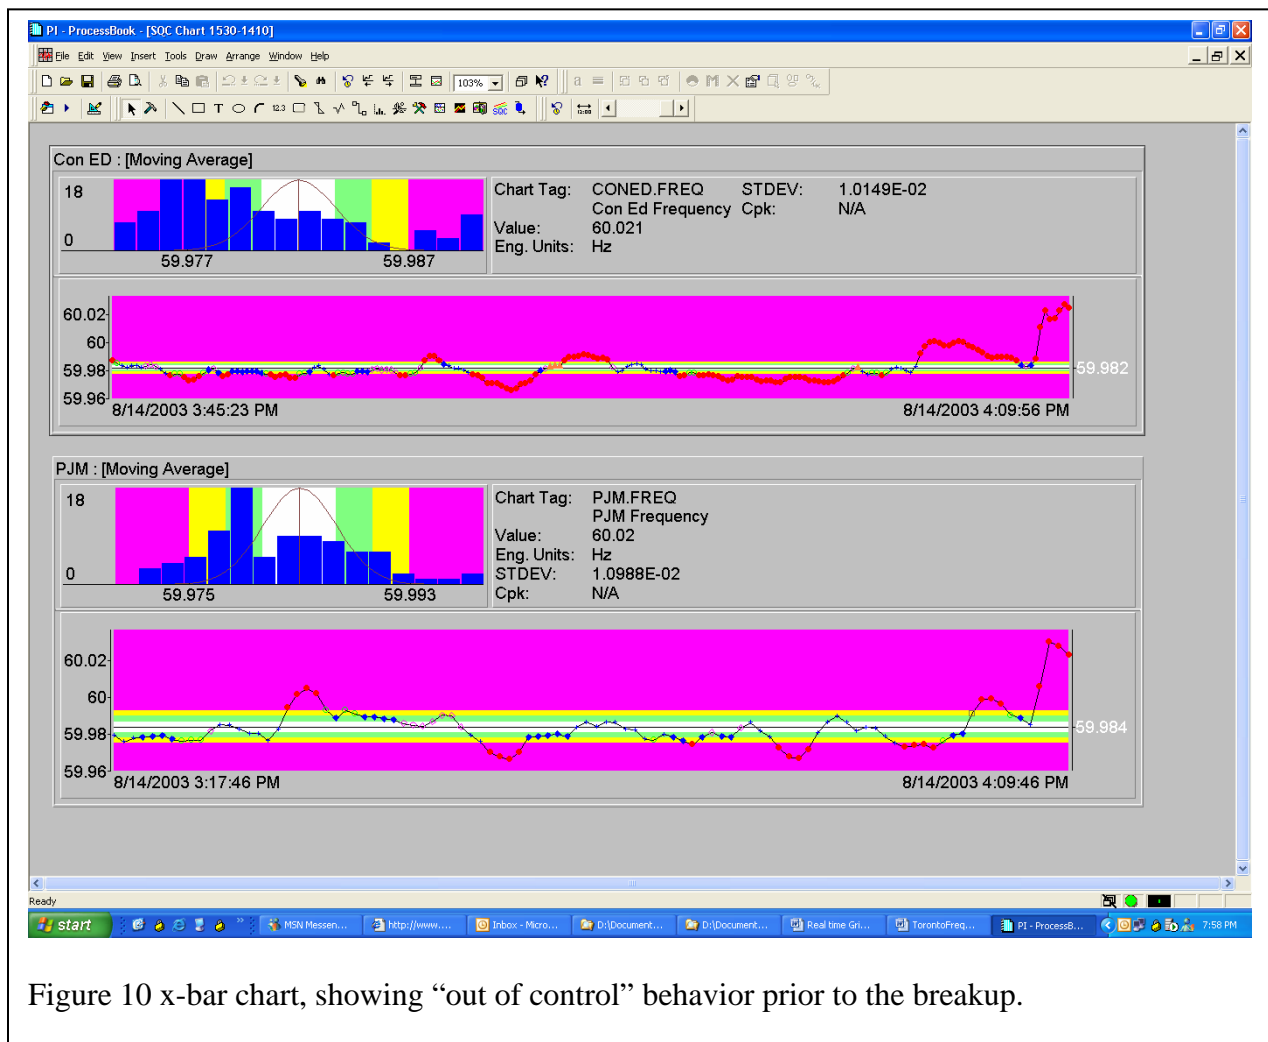 PI - ProcessBook - [SQC Chart 1530-1410]
File Edit View Insert Tools Draw Arrange Window Help
103%
T 12.3 SQC
Con ED : [Moving Average]
18
0
59.977 59.987
Chart Tag: CONED.FREQ STDEV: 1.0149E-02
Con Ed Frequency Cpk: N/A
Value: 60.021
Eng. Units: Hz
60.02
60
59.98
59.96
59.982
8/14/2003 3:45:23 PM 8/14/2003 4:09:56 PM
PJM : [Moving Average]
18
0
59.975 59.993
Chart Tag: PJM.FREQ
PJM Frequency
Value: 60.02
Eng. Units: Hz
STDEV: 1.0988E-02
Cpk: N/A
60.02
60
59.98
59.96
59.984
8/14/2003 3:17:46 PM 8/14/2003 4:09:46 PM
Ready
start MSN Messen... http://www.... Inbox - Micro... D:\Document... D:\Document... Real time Gri... TorontoFreq... PI - ProcessB... 7:58 PM
Figure 10 x-bar chart, showing “out of control” behavior prior to the breakup.